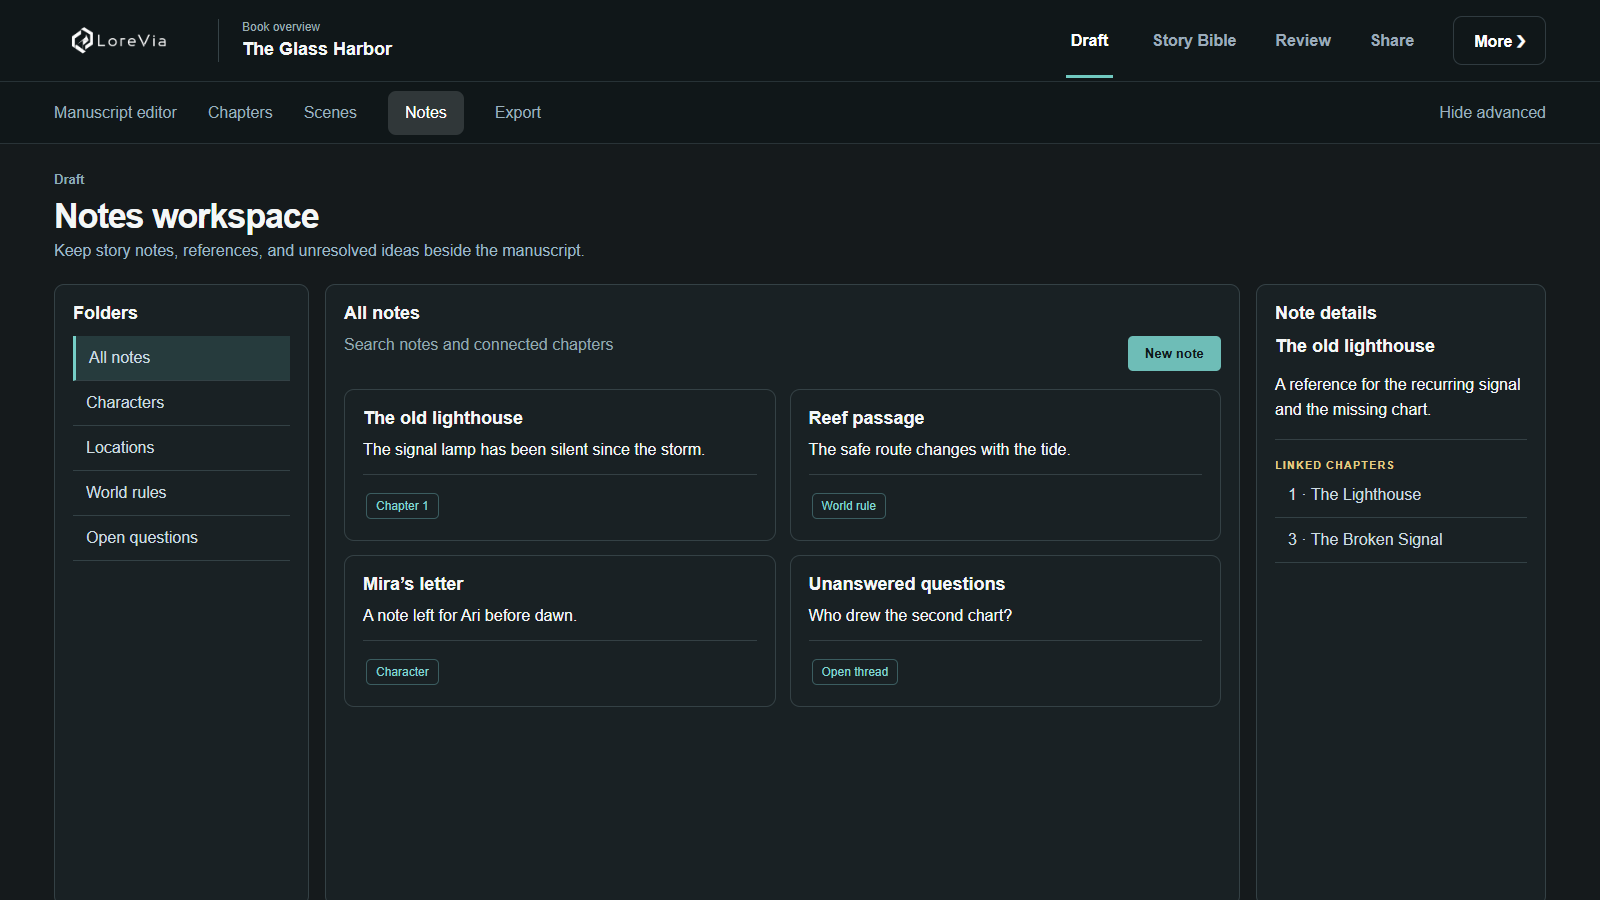 LoreVia
Book overview
The Glass Harbor
Draft
Story Bible
Review
Share
More ❯
Manuscript editor
Chapters
Scenes
Notes
Export
Hide advanced
Draft
Notes workspace
Keep story notes, references, and unresolved ideas beside the manuscript.
Folders
All notes
Characters
Locations
World rules
Open questions
All notes
Search notes and connected chapters
New note
The old lighthouse
The signal lamp has been silent since the storm.
Chapter 1
Reef passage
The safe route changes with the tide.
World rule
Mira’s letter
A note left for Ari before dawn.
Character
Unanswered questions
Who drew the second chart?
Open thread
Note details
The old lighthouse
A reference for the recurring signal
and the missing chart.
LINKED CHAPTERS
1 · The Lighthouse
3 · The Broken Signal